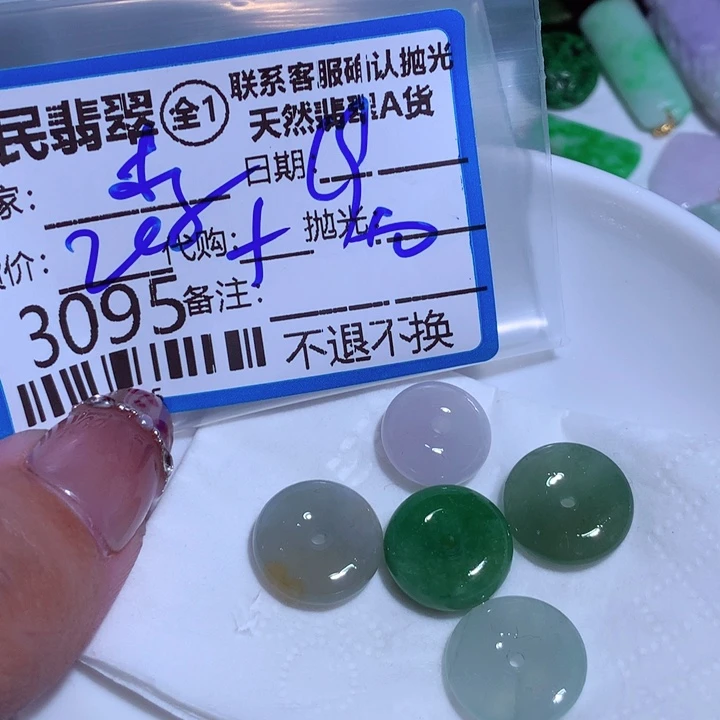 民翡翠 全1 联系客服确认抛光
天然翡翠A货
家: 日期:
价: 代购: 抛光:
3095 备注:
不退不换